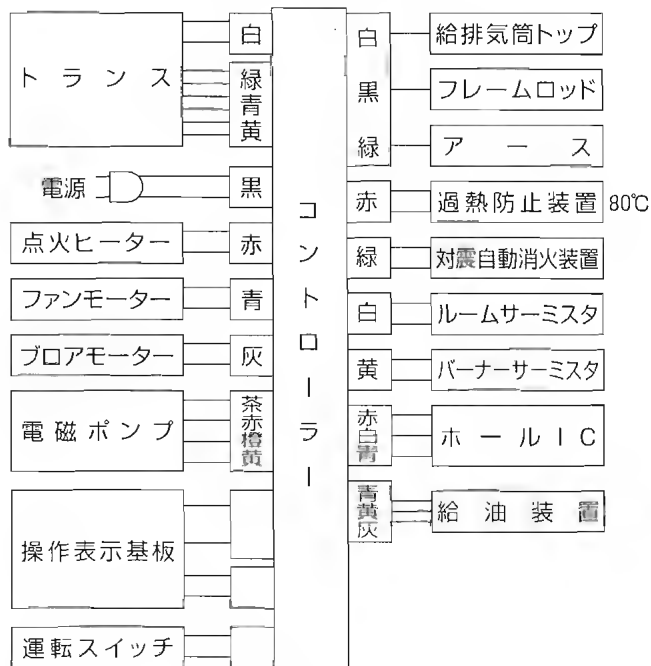 トランス
白
緑
青
黄
電源
黒
点火ヒーター
赤
ファンモーター
青
ブロアモーター
灰
電磁ポンプ
茶
赤
橙
黄
操作表示基板
運転スイッチ
コントローラー
白
給排気筒トップ
黒
フレームロッド
緑
アース
赤
過熱防止装置 80℃
緑
対震自動消火装置
白
ルームサーミスタ
黄
バーナーサーミスタ
赤
白
青
ホールIC
青
黄
灰
給油装置